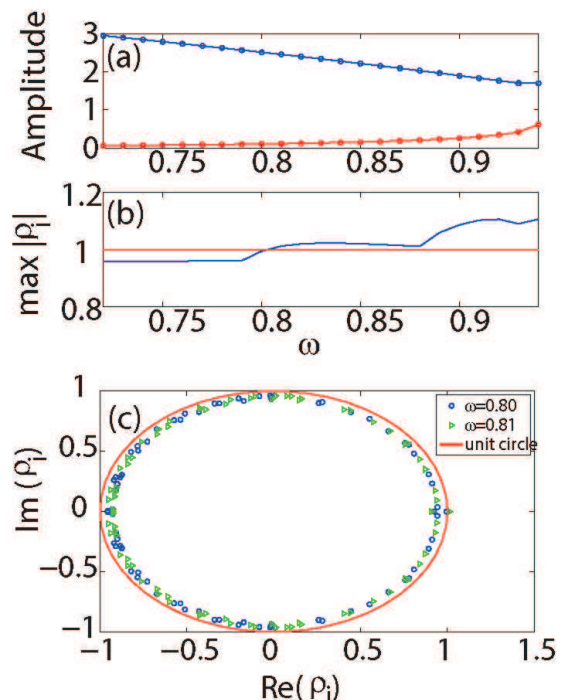 3
(a)
2
1
0
Amplitude
0.75
0.8
0.85
0.9
1.2
(b)
1
0.8
max |ρi|
0.75
0.8
0.85
0.9
ω
1
(c)
ω=0.80
ω=0.81
unit circle
0.5
0
−0.5
−1
Im (ρi)
−1
−0.5
0
0.5
1
1.5
Re(ρi)